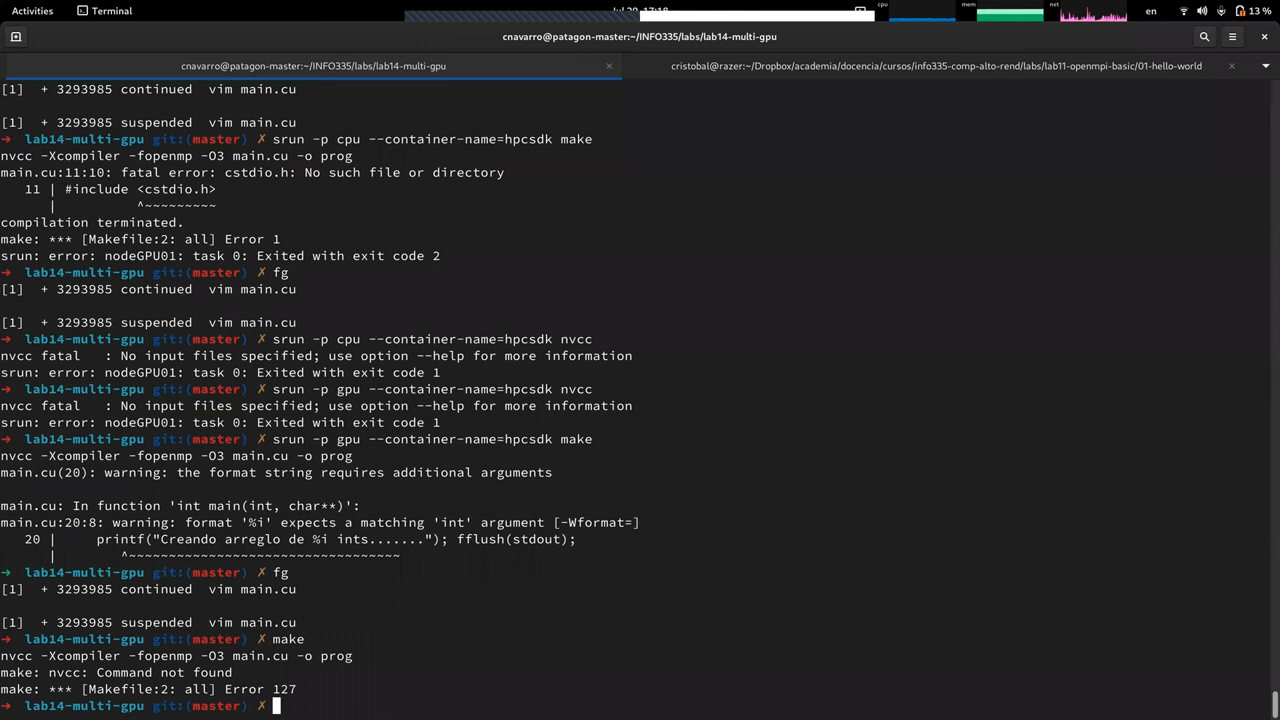 Activities Terminal Jul 20 17:18 cpu mem net en 13 %
cnavarro@patagon-master:~/INFO335/labs/lab14-multi-gpu
cnavarro@patagon-master:~/INFO335/labs/lab14-multi-gpu × cristobal@razer:~/Dropbox/academia/docencia/cursos/info335-comp-alto-rend/labs/lab11-openmpi-basic/01-hello-world ×
[1]  + 3293985 continued  vim main.cu
[1]  + 3293985 suspended  vim main.cu
➜  lab14-multi-gpu git:(master) ✗ srun -p cpu --container-name=hpcsdk make
nvcc -Xcompiler -fopenmp -O3 main.cu -o prog
main.cu:11:10: fatal error: cstdio.h: No such file or directory
   11 | #include <cstdio.h>
      |          ^~~~~~~~~~
compilation terminated.
make: *** [Makefile:2: all] Error 1
srun: error: nodeGPU01: task 0: Exited with exit code 2
➜  lab14-multi-gpu git:(master) ✗ fg
[1]  + 3293985 continued  vim main.cu
[1]  + 3293985 suspended  vim main.cu
➜  lab14-multi-gpu git:(master) ✗ srun -p cpu --container-name=hpcsdk nvcc
nvcc fatal   : No input files specified; use option --help for more information
srun: error: nodeGPU01: task 0: Exited with exit code 1
➜  lab14-multi-gpu git:(master) ✗ srun -p gpu --container-name=hpcsdk nvcc
nvcc fatal   : No input files specified; use option --help for more information
srun: error: nodeGPU01: task 0: Exited with exit code 1
➜  lab14-multi-gpu git:(master) ✗ srun -p gpu --container-name=hpcsdk make
nvcc -Xcompiler -fopenmp -O3 main.cu -o prog
main.cu(20): warning: the format string requires additional arguments
main.cu: In function 'int main(int, char**)':
main.cu:20:8: warning: format '%i' expects a matching 'int' argument [-Wformat=]
   20 |     printf("Creando arreglo de %i ints......."); fflush(stdout);
      |        ^~~~~~~~~~~~~~~~~~~~~~~~~~~~~~~~~~~
➜  lab14-multi-gpu git:(master) ✗ fg
[1]  + 3293985 continued  vim main.cu
[1]  + 3293985 suspended  vim main.cu
➜  lab14-multi-gpu git:(master) ✗ make
nvcc -Xcompiler -fopenmp -O3 main.cu -o prog
make: nvcc: Command not found
make: *** [Makefile:2: all] Error 127
➜  lab14-multi-gpu git:(master) ✗